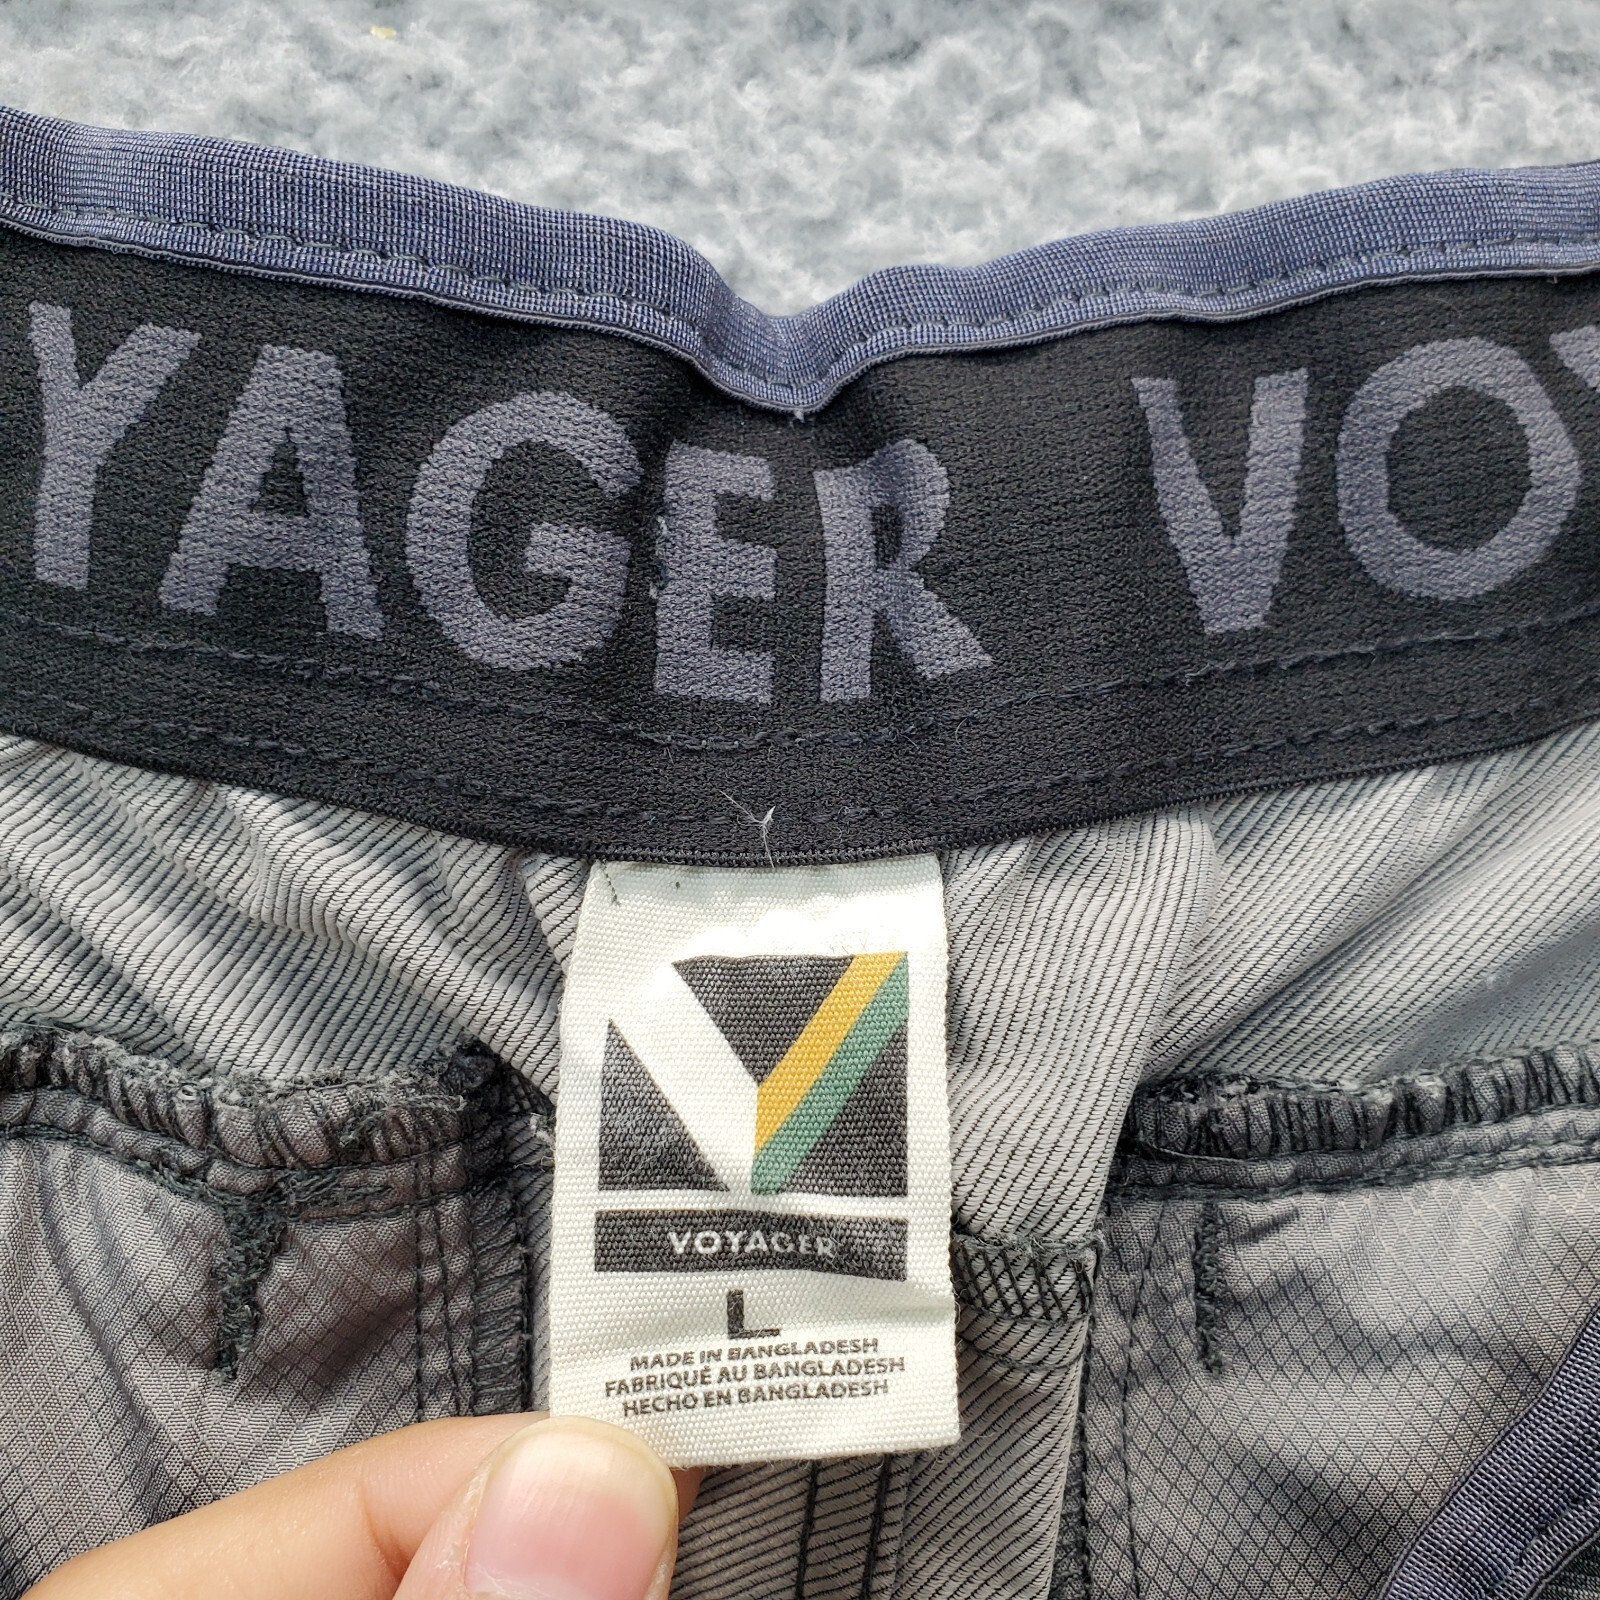 YAGER VOY
VOYAGER
L
MADE IN BANGLADESH
FABRIQUÉ AU BANGLADESH
HECHO EN BANGLADESH